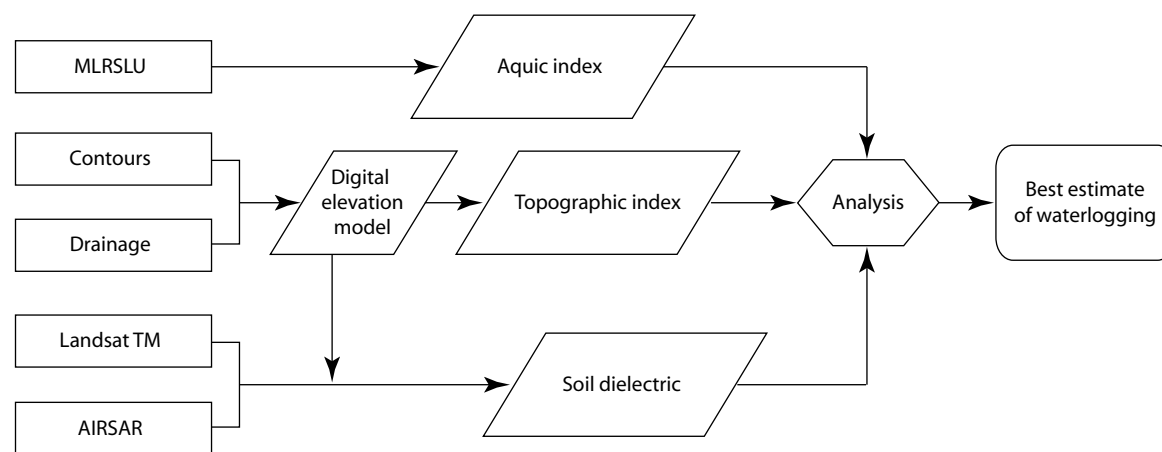 MLRSLU
Aquic index
Contours
Drainage
Digital
elevation
model
Topographic index
Analysis
Best estimate
of waterlogging
Landsat TM
AIRSAR
Soil dielectric